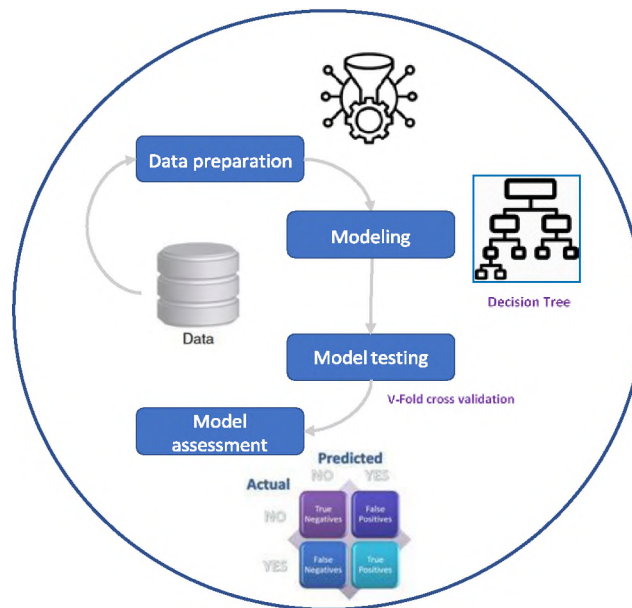 Data preparation
Modeling
Decision Tree
Data
Model testing
V-Fold cross validation
Model
assessment
Predicted
NO YES
Actual
NO
True
Negatives
False
Positives
YES
False
Negatives
True
Positives